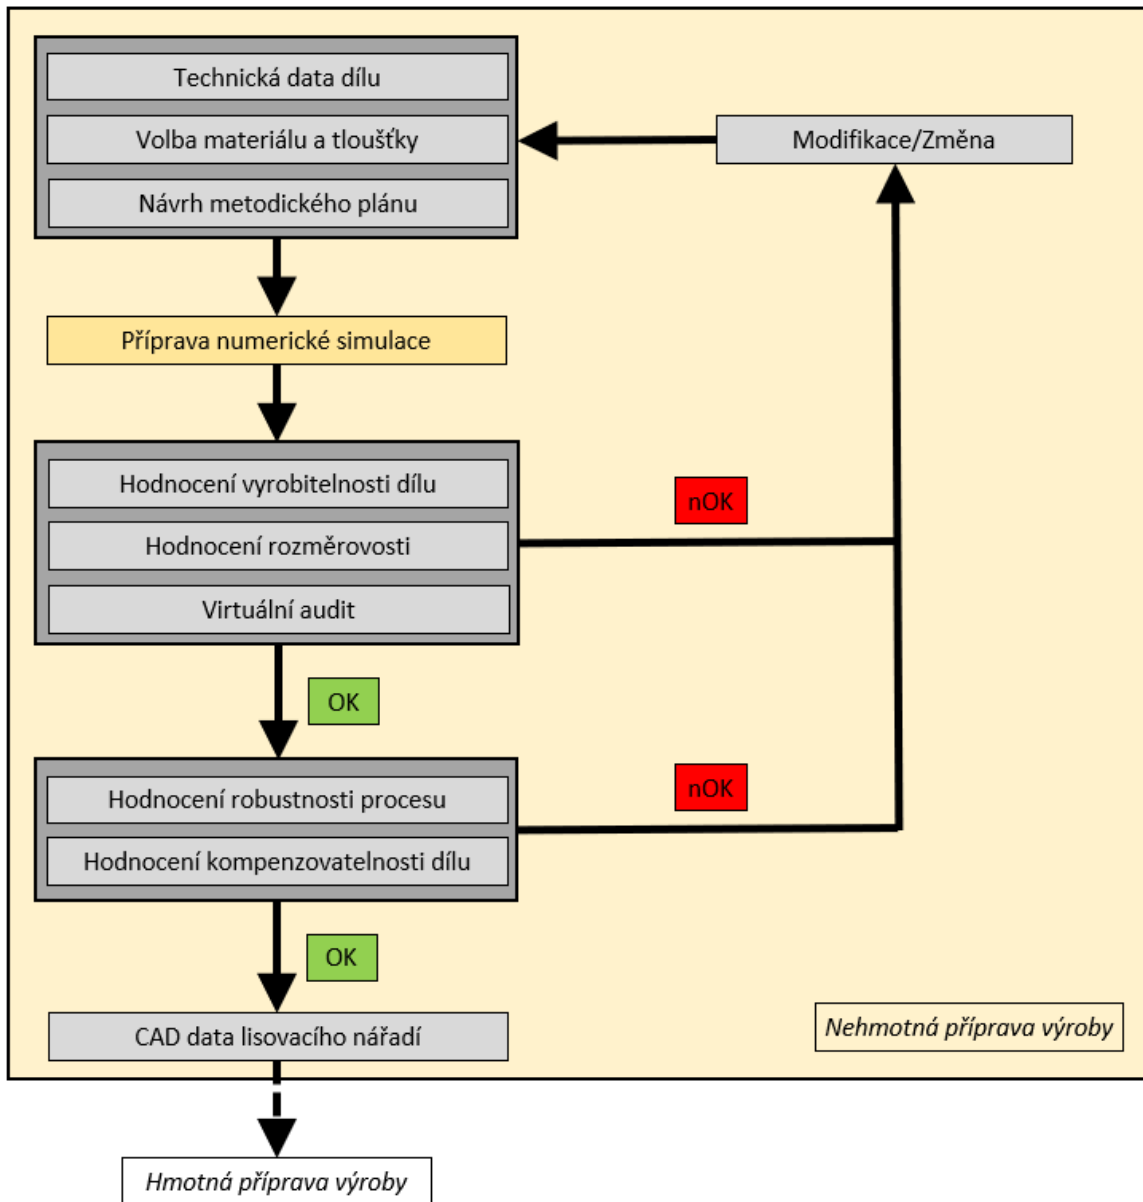 Technická data dílu
Volba materiálu a tloušťky
Modifikace/Změna
Návrh metodického plánu
Příprava numerické simulace
Hodnocení vyrobitelnosti dílu
nOK
Hodnocení rozměrovosti
Virtuální audit
OK
Hodnocení robustnosti procesu
nOK
Hodnocení kompenzovatelnosti dílu
OK
CAD data lisovacího nářadí
Nehmotná příprava výroby
Hmotná příprava výroby